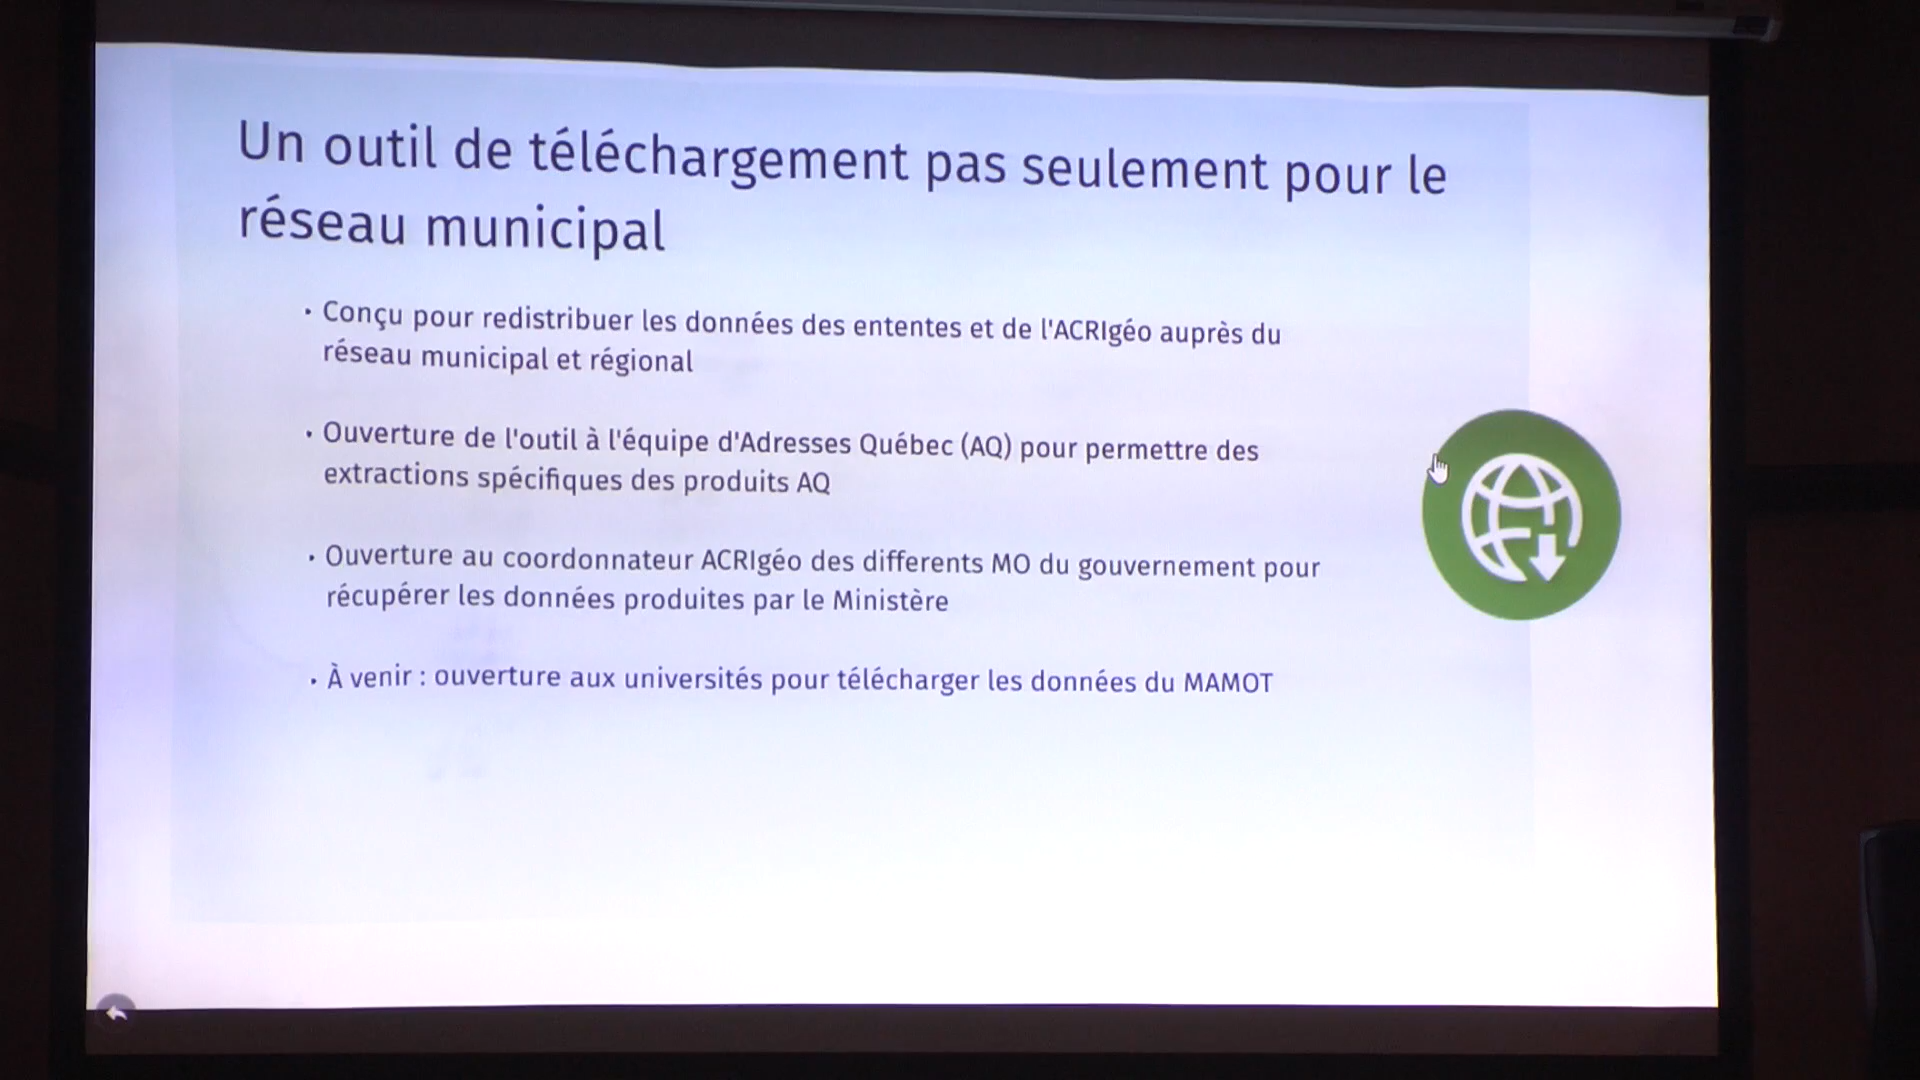 Un outil de téléchargement pas seulement pour le
réseau municipal
· Conçu pour redistribuer les données des ententes et de l'ACRIgéo auprès du
réseau municipal et régional
· Ouverture de l'outil à l'équipe d'Adresses Québec (AQ) pour permettre des
extractions spécifiques des produits AQ
· Ouverture au coordonnateur ACRIgéo des differents MO du gouvernement pour
récupérer les données produites par le Ministère
· À venir : ouverture aux universités pour télécharger les données du MAMOT